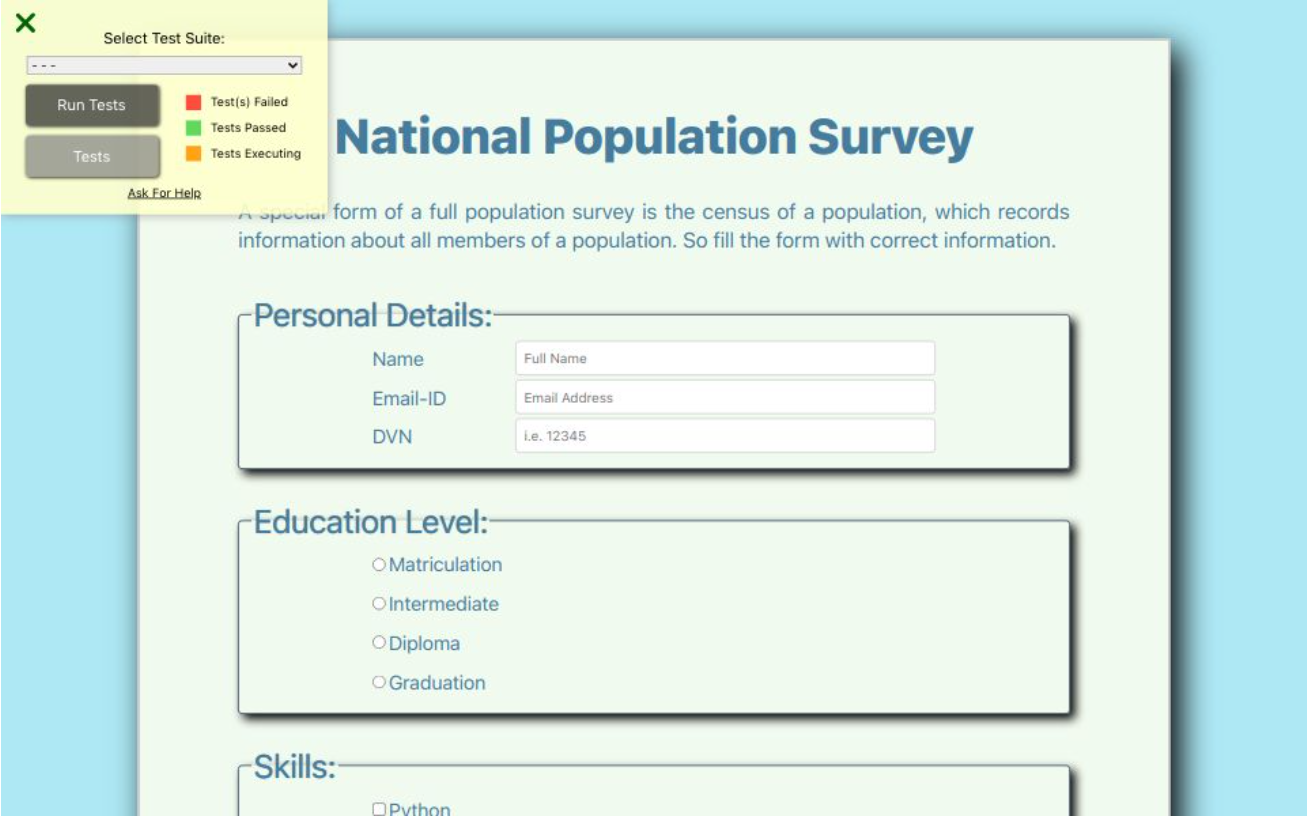 Select Test Suite:
- - -
Run Tests
Test(s) Failed
Tests Passed
Tests
Tests Executing
Ask For Help
National Population Survey
A special form of a full population survey is the census of a population, which records
information about all members of a population. So fill the form with correct information.
Personal Details:
Name
Full Name
Email-ID
Email Address
DVN
i.e. 12345
Education Level:
Matriculation
Intermediate
Diploma
Graduation
Skills:
Python